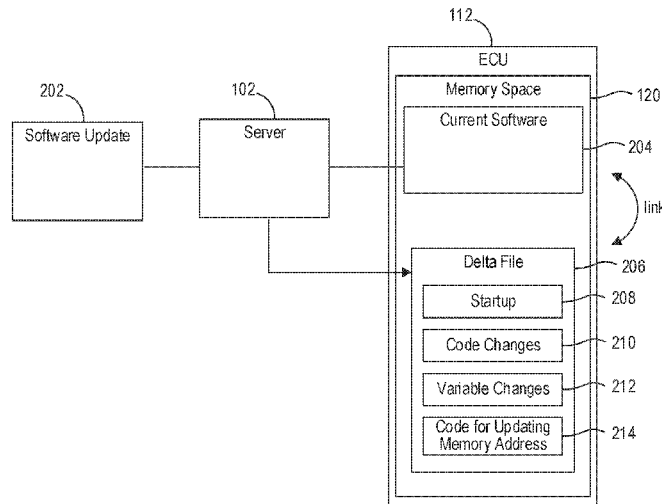 112
ECU
202
102
Memory Space
120
Software Update
Server
Current Software
204
link
Delta File
206
Startup
208
Code Changes
210
Variable Changes
212
Code for Updating
Memory Address
214